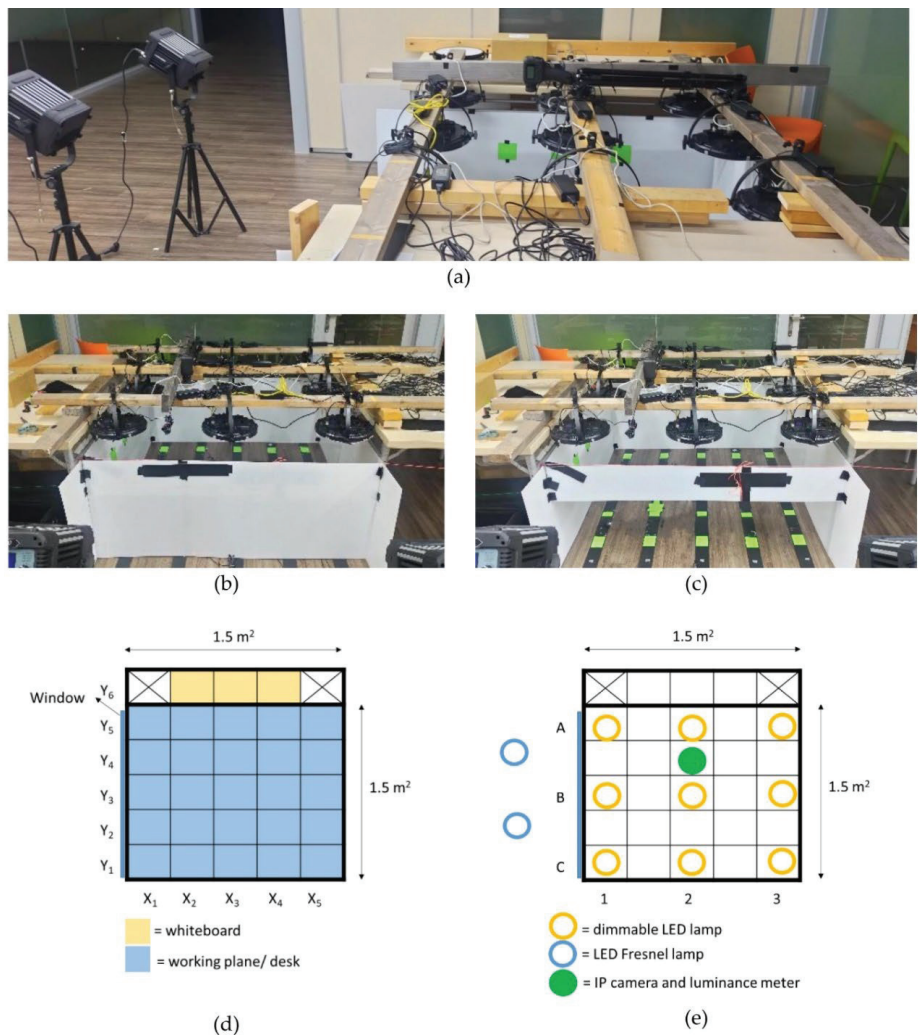 (a)
(b)
(c)
1.5 m²
1.5 m²
Window
Y₆
Y₅
Y₄
Y₃
Y₂
Y₁
1.5 m²
X₁ X₂ X₃ X₄ X₅
= whiteboard
= working plane/ desk
(d)
A
B
C
1.5 m²
1 2 3
= dimmable LED lamp
= LED Fresnel lamp
= IP camera and luminance meter
(e)